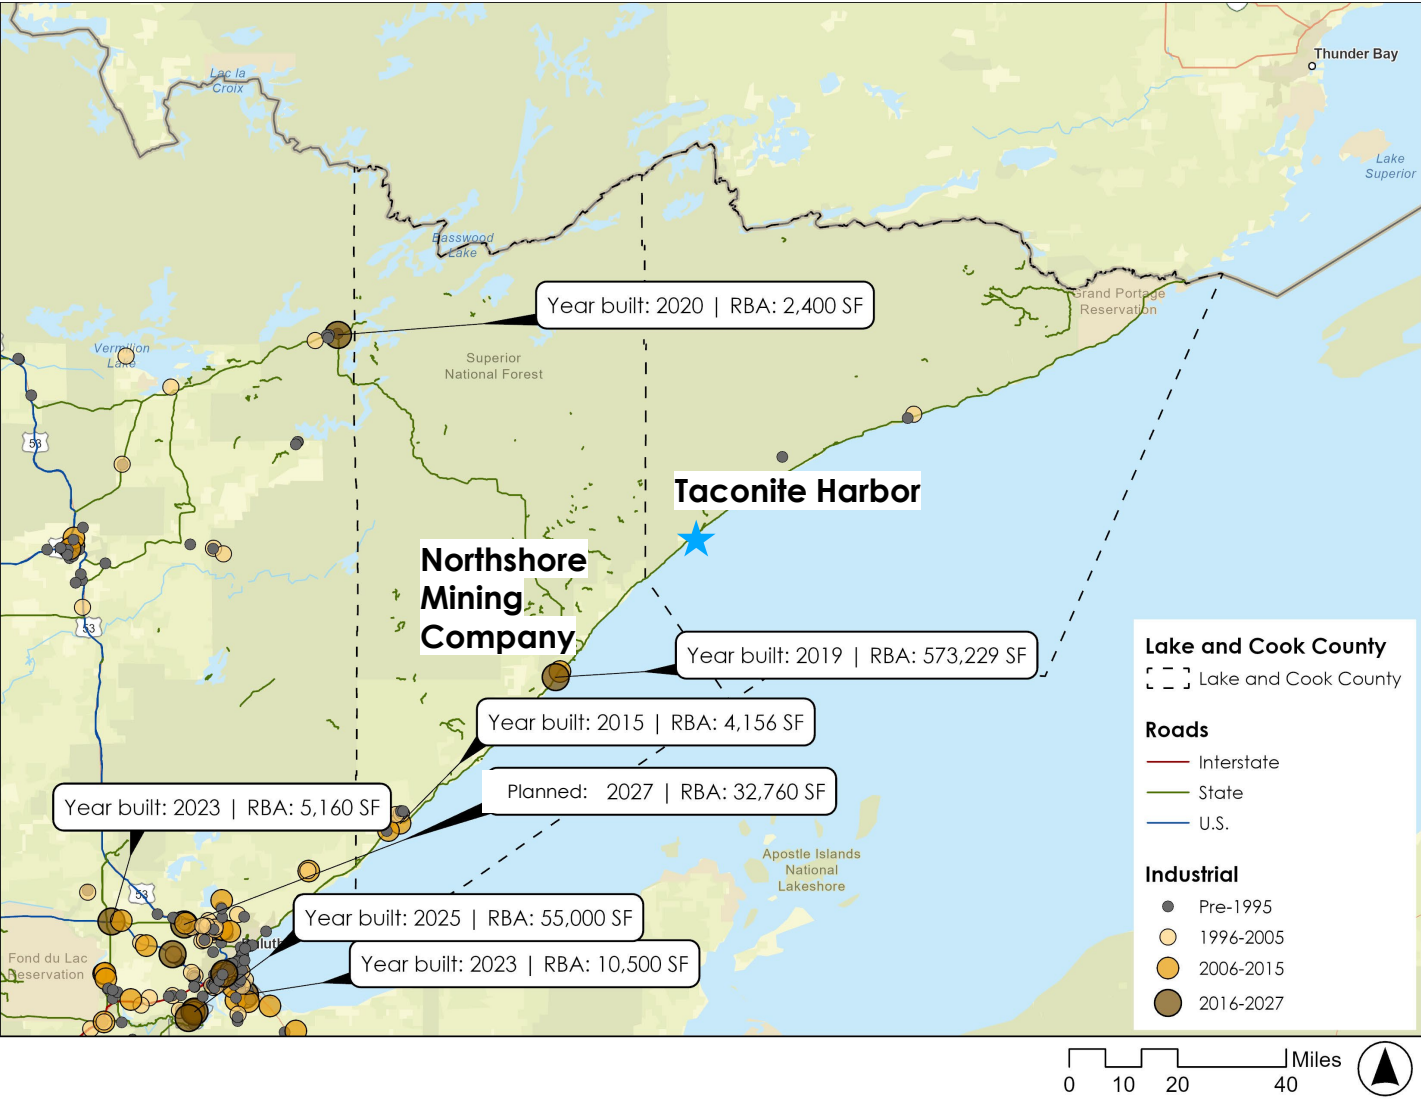 Thunder Bay
Lac la
Croix
Lake
Superior
Basswood
Lake
Grand Portage
Reservation
Year built: 2020 | RBA: 2,400 SF
Vermilion
Lake
Superior
National Forest
53
Taconite Harbor
Northshore
Mining
Company
53
Year built: 2019 | RBA: 573,229 SF
Year built: 2015 | RBA: 4,156 SF
Planned: 2027 | RBA: 32,760 SF
Year built: 2023 | RBA: 5,160 SF
Apostle Islands
National
Lakeshore
53
Year built: 2025 | RBA: 55,000 SF
Fond du Lac
Reservation
Year built: 2023 | RBA: 10,500 SF
Lake and Cook County
Lake and Cook County
Roads
Interstate
State
U.S.
Industrial
Pre-1995
1996-2005
2006-2015
2016-2027
Miles
0 10 20 40